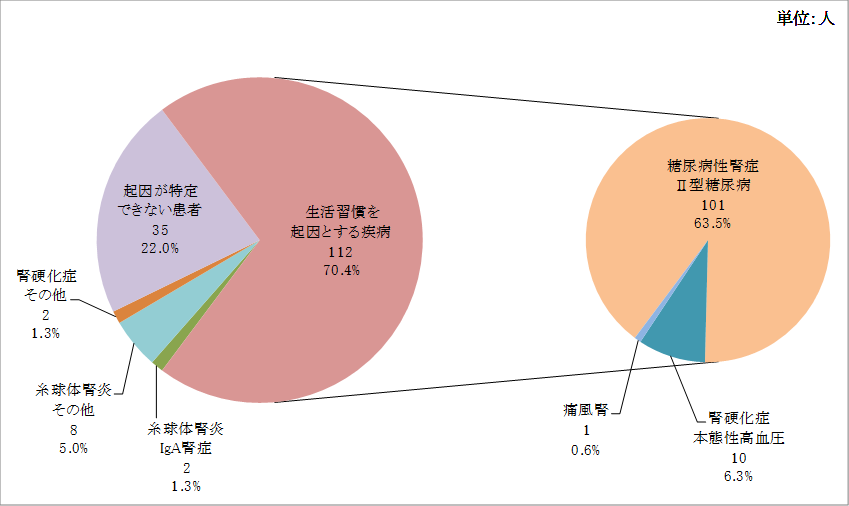 単位：人
起因が特定
できない患者
35
22.0%
生活習慣を
起因とする疾病
112
70.4%
腎硬化症
その他
2
1.3%
糸球体腎炎
その他
8
5.0%
糸球体腎炎
IgA腎症
2
1.3%
糖尿病性腎症
Ⅱ型糖尿病
101
63.5%
痛風腎
1
0.6%
腎硬化症
本態性高血圧
10
6.3%